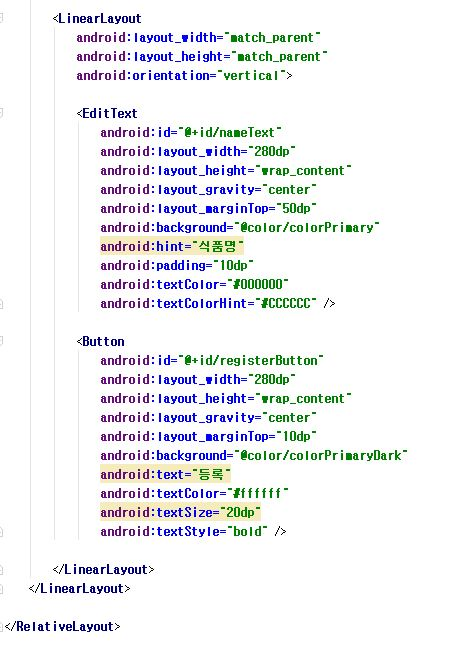 <LinearLayout
android:layout_width="match_parent"
android:layout_height="match_parent"
android:orientation="vertical">
<EditText
android:id="@+id/nameText"
android:layout_width="280dp"
android:layout_height="wrap_content"
android:layout_gravity="center"
android:layout_marginTop="50dp"
android:background="@color/colorPrimary"
android:hint="식품명"
android:padding="10dp"
android:textColor="#000000"
android:textColorHint="#CCCCCC" />
<Button
android:id="@+id/registerButton"
android:layout_width="280dp"
android:layout_height="wrap_content"
android:layout_gravity="center"
android:layout_marginTop="10dp"
android:background="@color/colorPrimaryDark"
android:text="등록"
android:textColor="#ffffff"
android:textSize="20dp"
android:textStyle="bold" />
</LinearLayout>
</LinearLayout>
</RelativeLayout>